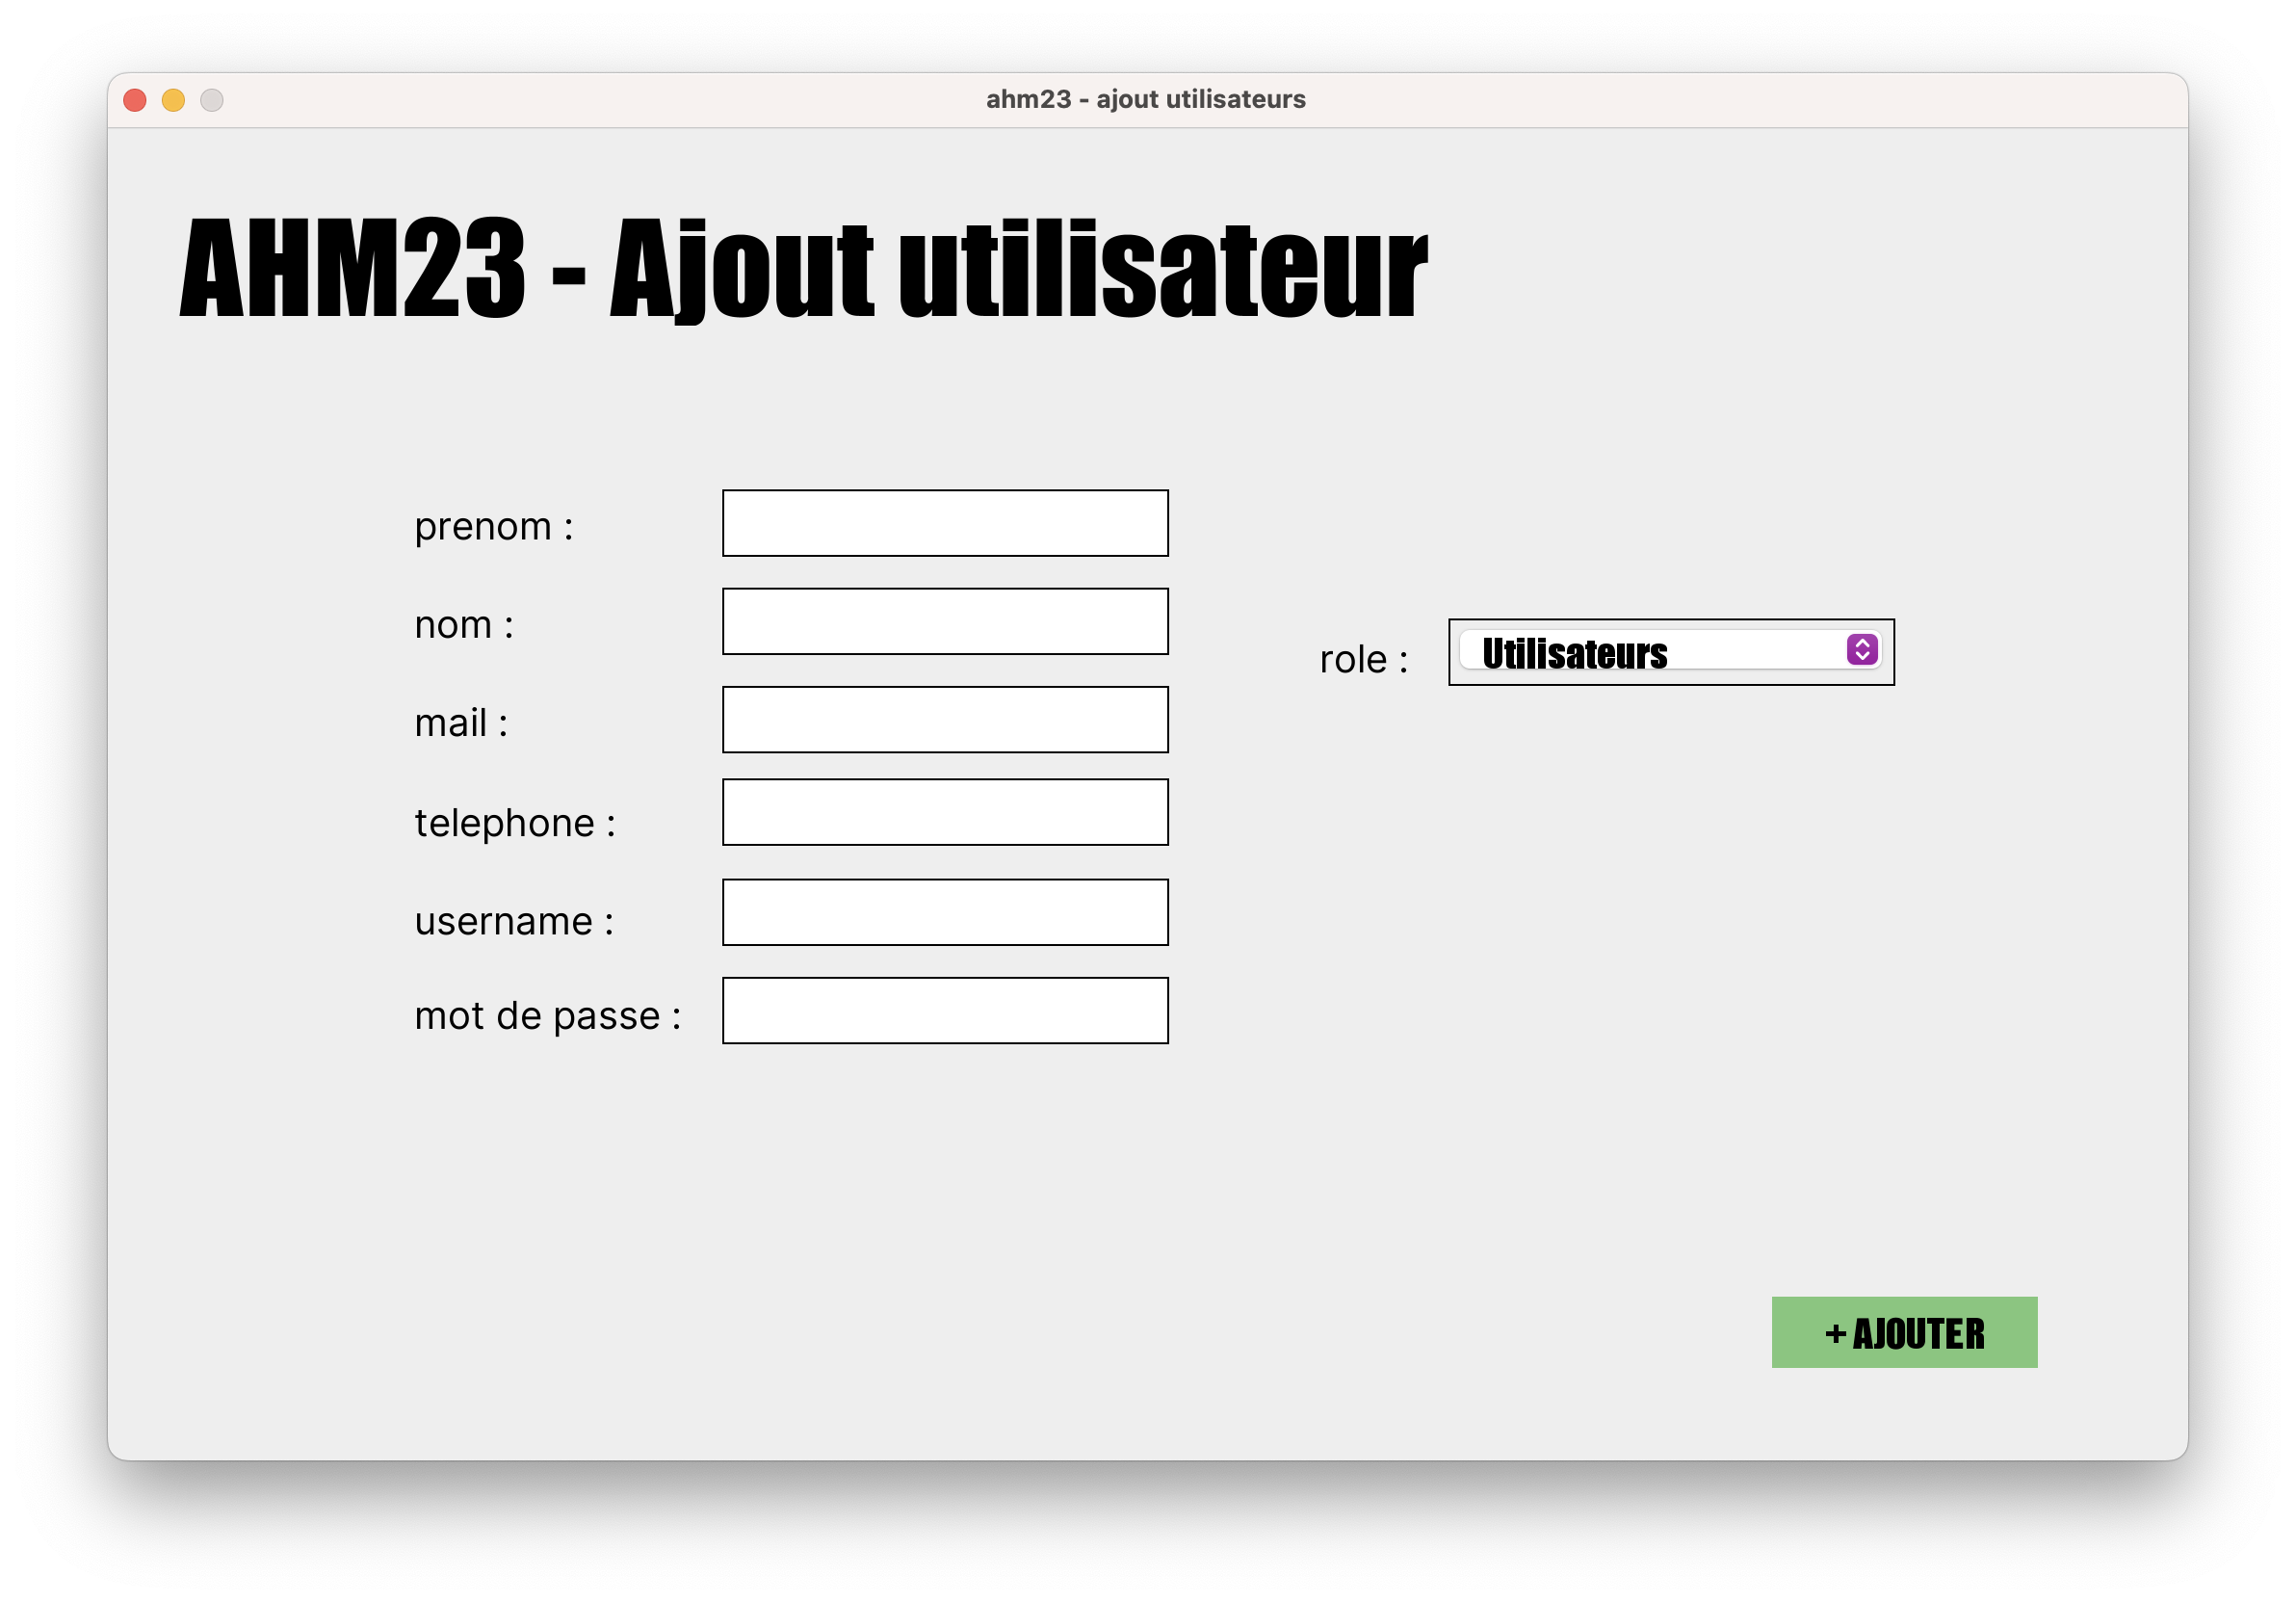 ahm23 - ajout utilisateurs
AHM23 - Ajout utilisateur
prenom :
nom :
mail :
telephone :
username :
mot de passe :
role :
Utilisateurs
+ AJOUTER